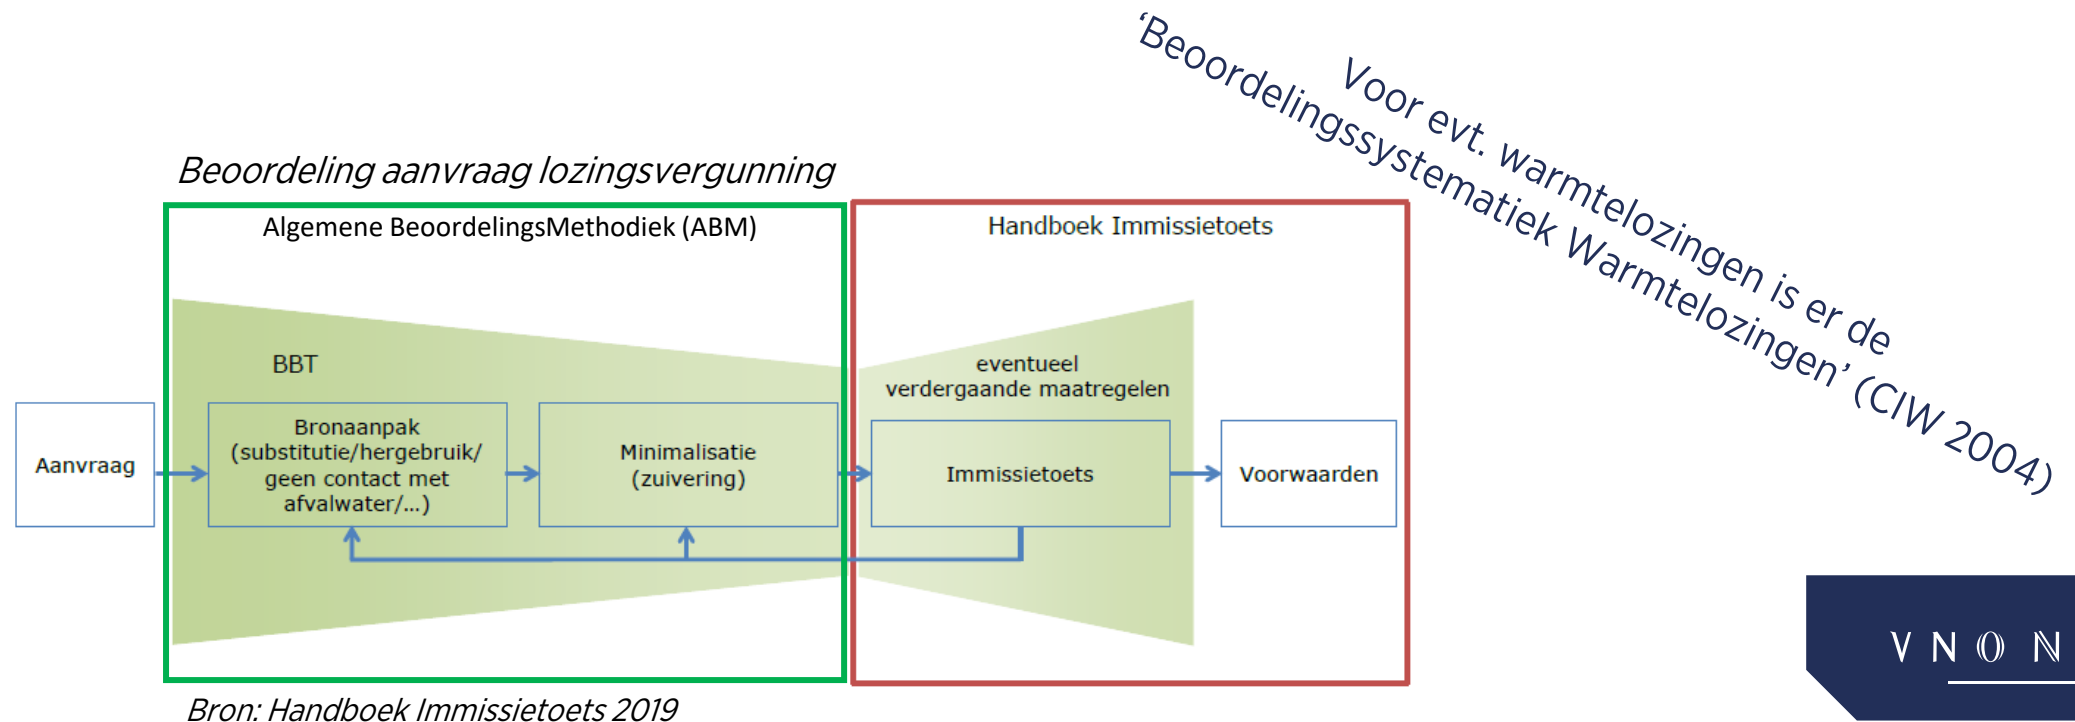 Voor evt. warmtelozingen is er de
'Beoordelingssystematiek Warmtelozingen' (CIW 2004)
Beoordeling aanvraag lozingsvergunning
Algemene BeoordelingsMethodiek (ABM)
Handboek Immissietoets
BBT
eventueel
verdergaande maatregelen
Aanvraag
Bronaanpak
(substitutie/hergebruik/
geen contact met
afvalwater/...)
Minimalisatie
(zuivering)
Immissietoets
Voorwaarden
Bron: Handboek Immissietoets 2019
VNON